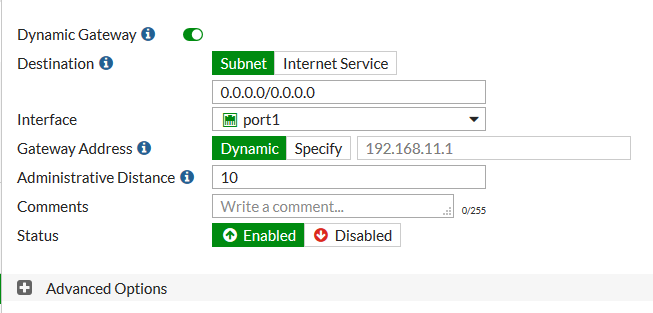 Dynamic Gateway
Destination Subnet Internet Service
0.0.0.0/0.0.0.0
Interface port1
Gateway Address Dynamic Specify 192.168.11.1
Administrative Distance 10
Comments Write a comment... 0/255
Status Enabled Disabled
Advanced Options